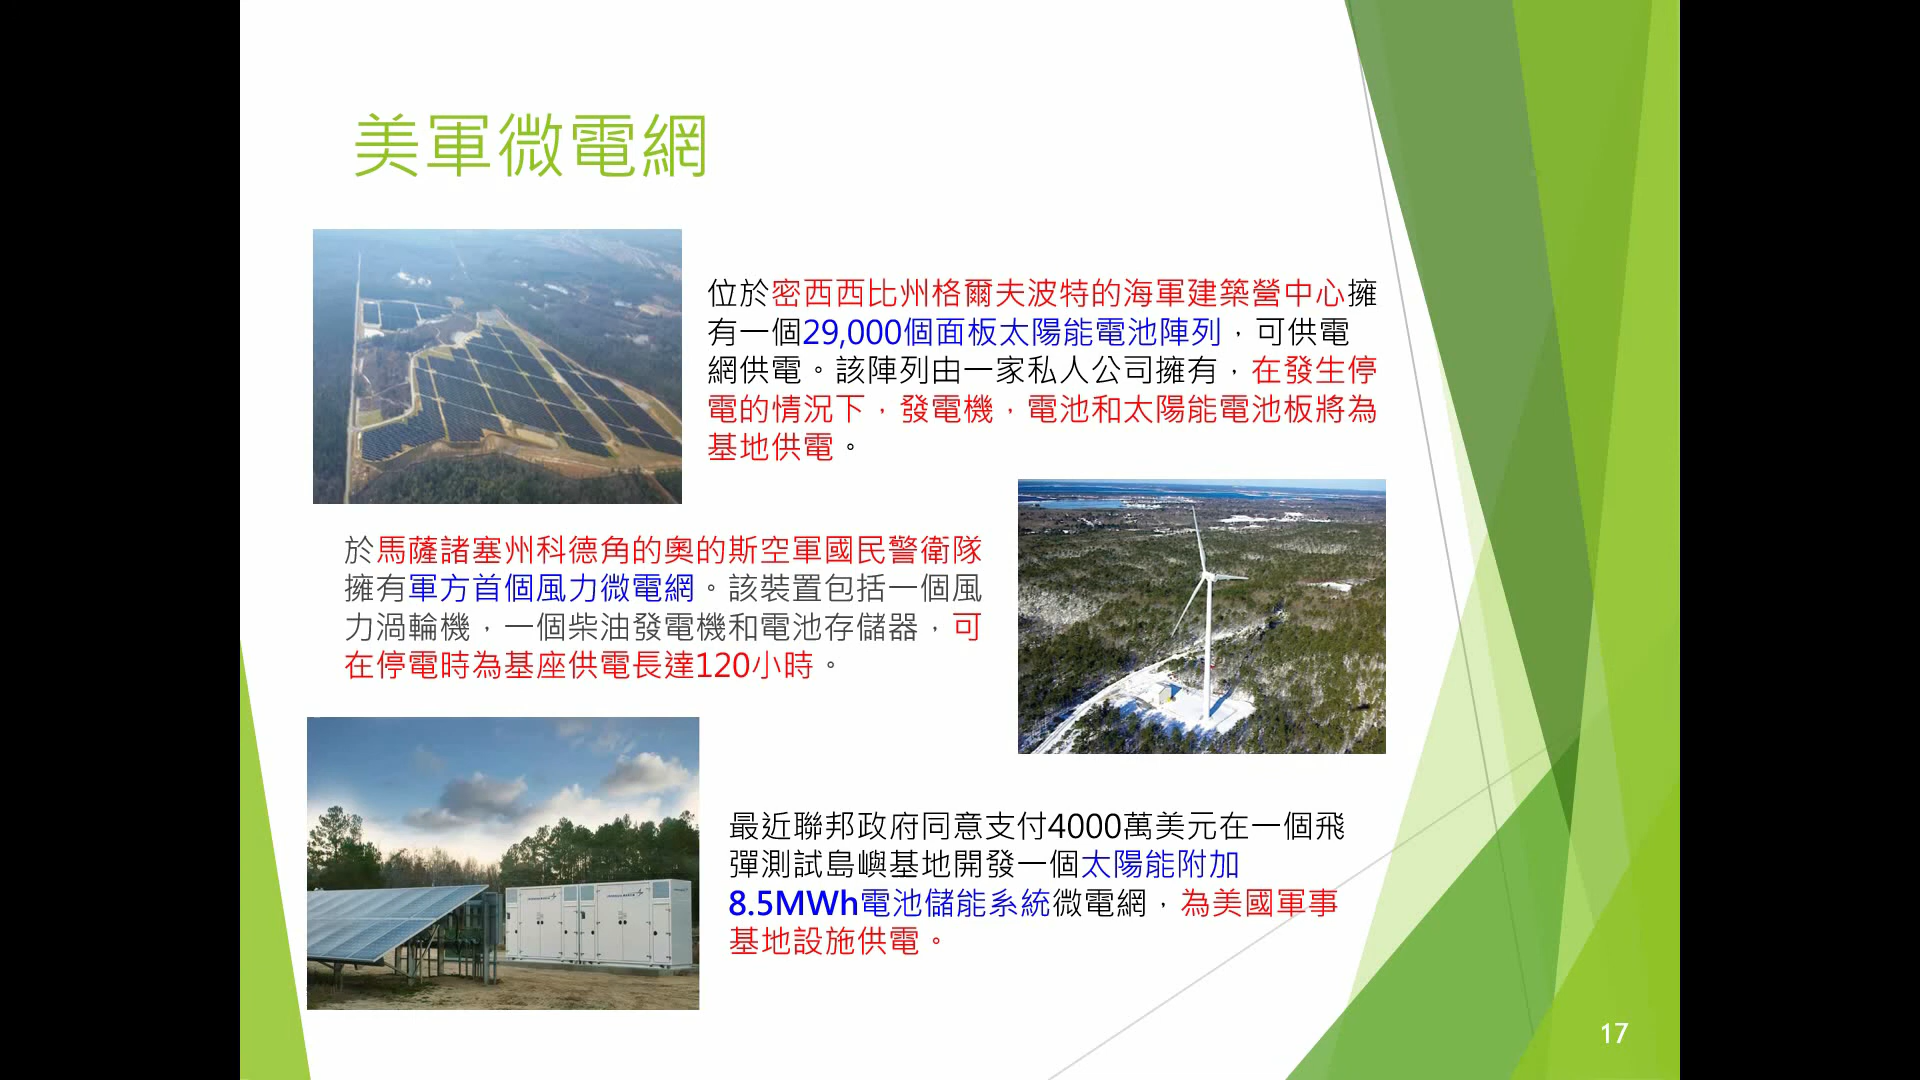 美軍微電網
位於密西西比州格爾夫波特的海軍建築營中心擁
有一個29,000個面板太陽能電池陣列，可供電
網供電。該陣列由一家私人公司擁有，在發生停
電的情況下，發電機，電池和太陽能電池板將為
基地供電。
於馬薩諸塞州科德角的奧的斯空軍國民警衛隊
擁有軍方首個風力微電網。該裝置包括一個風
力渦輪機，一個柴油發電機和電池存儲器，可
在停電時為基座供電長達120小時。
最近聯邦政府同意支付4000萬美元在一個飛
彈測試島嶼基地開發一個太陽能附加
8.5MWh電池儲能系統微電網，為美國軍事
基地設施供電。
17